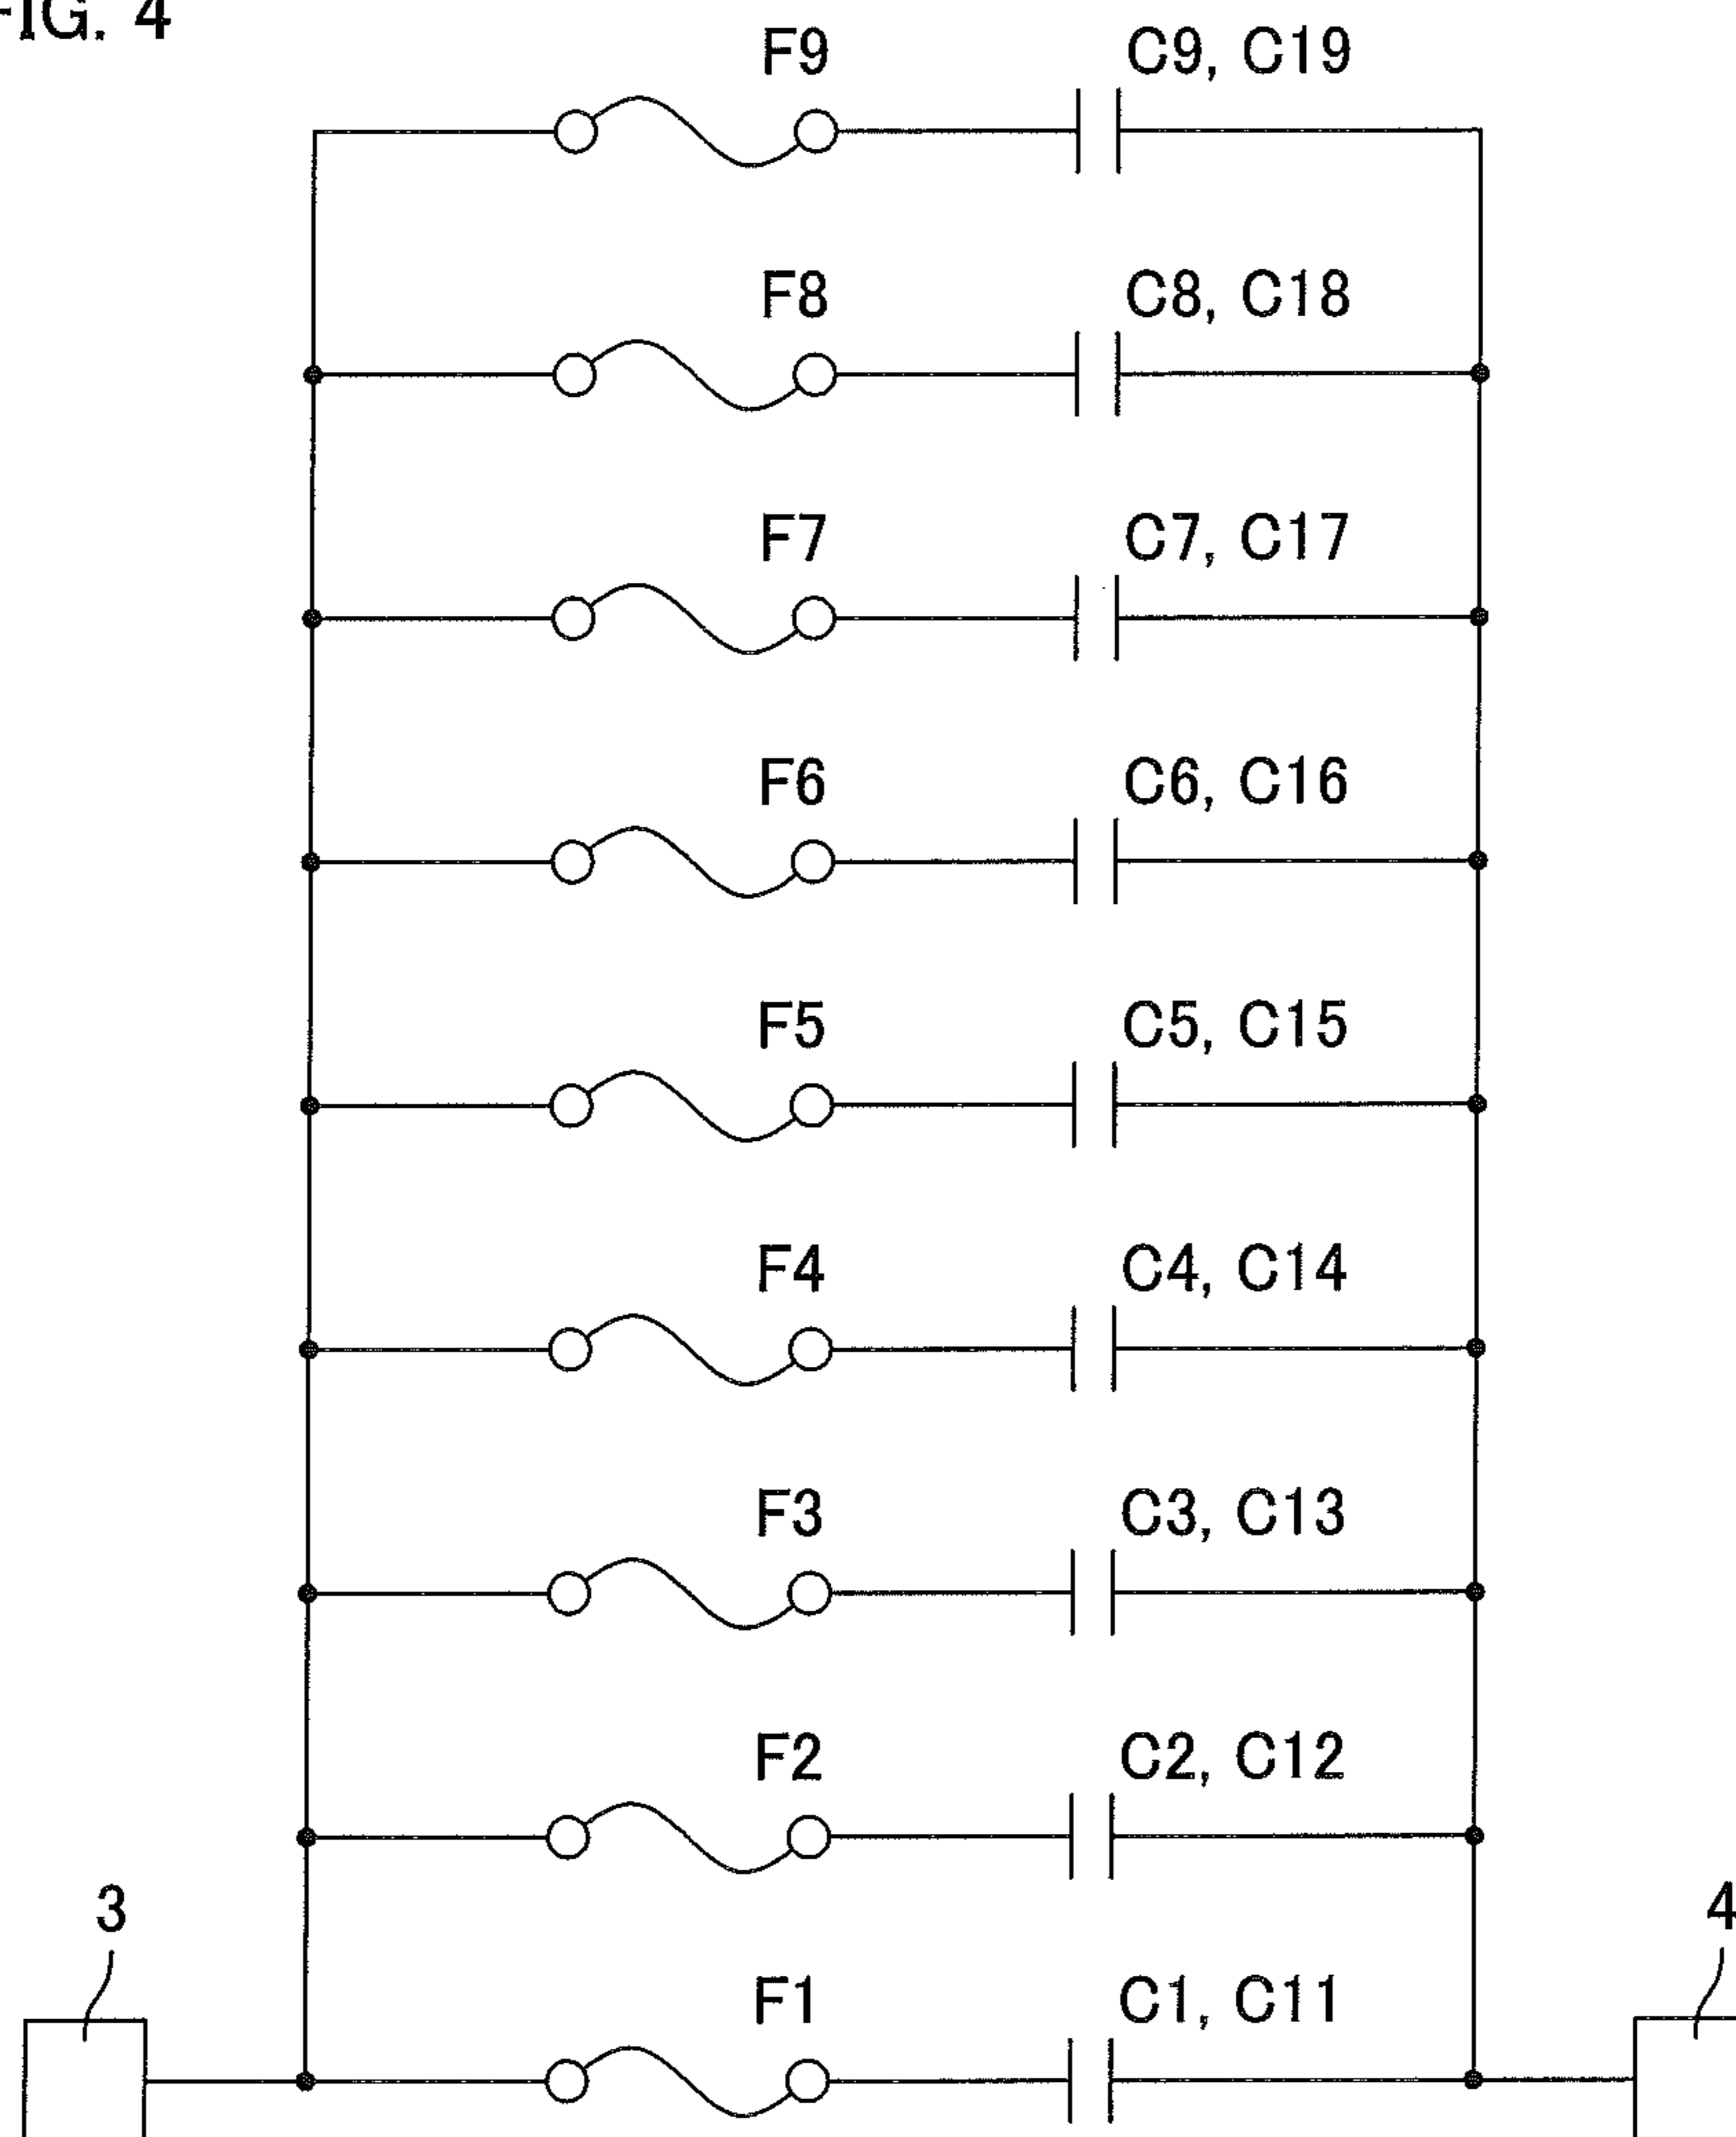 FIG. 4
F9 C9, C19
F8 C8, C18
F7 C7, C17
F6 C6, C16
F5 C5, C15
F4 C4, C14
F3 C3, C13
F2 C2, C12
3 4
F1 C1, C11